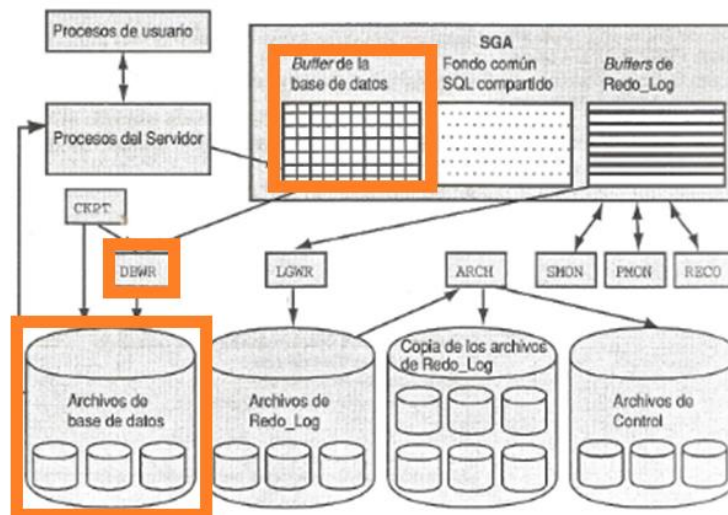 Procesos de usuario
Procesos del Servidor
SGA
Buffer de la
base de datos
Fondo común
SQL compartido
Buffers de
Redo_Log
CKPT
DBWR
LGWR
ARCH
SMON
PMON
RECO
Archivos de
base de datos
Archivos de
Redo_Log
Copia de los archivos
de Redo_Log
Archivos de
Control